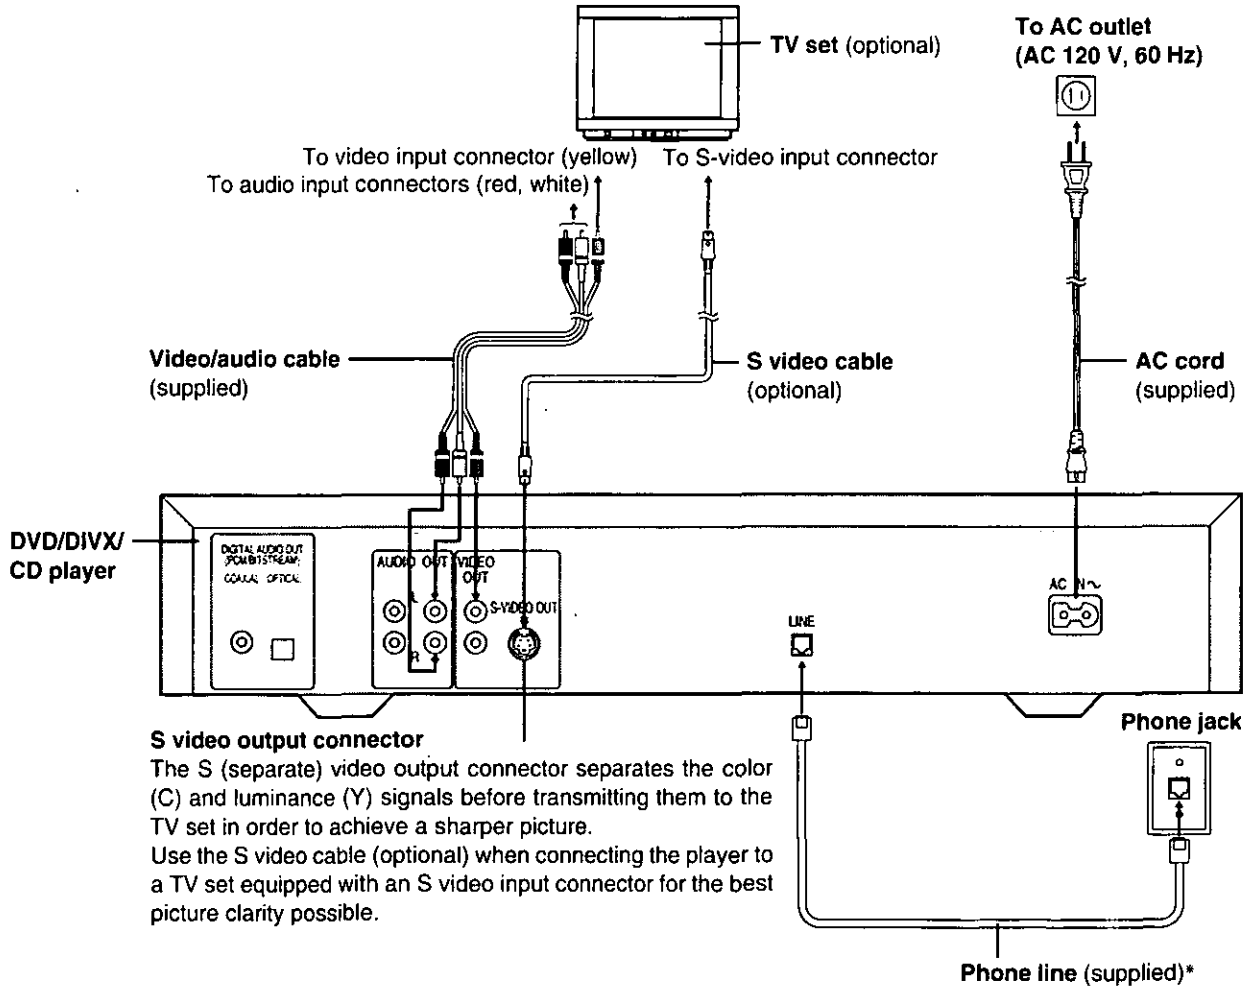 TV set (optional)
To AC outlet
(AC 120 V, 60 Hz)
To video input connector (yellow)
To S-video input connector
To audio input connectors (red, white)
Video/audio cable
(supplied)
S video cable
(optional)
AC cord
(supplied)
DVD/DIVX/
CD player
DIGITAL AUDIO OUT
(PCM/BITSTREAM)
COAXIAL OPTICAL
AUDIO OUT
VIDEO
OUT
L
R
S-VIDEO OUT
LINE
AC IN~
S video output connector
The S (separate) video output connector separates the color
(C) and luminance (Y) signals before transmitting them to the
TV set in order to achieve a sharper picture.
Use the S video cable (optional) when connecting the player to
a TV set equipped with an S video input connector for the best
picture clarity possible.
Phone jack
Phone line (supplied)*